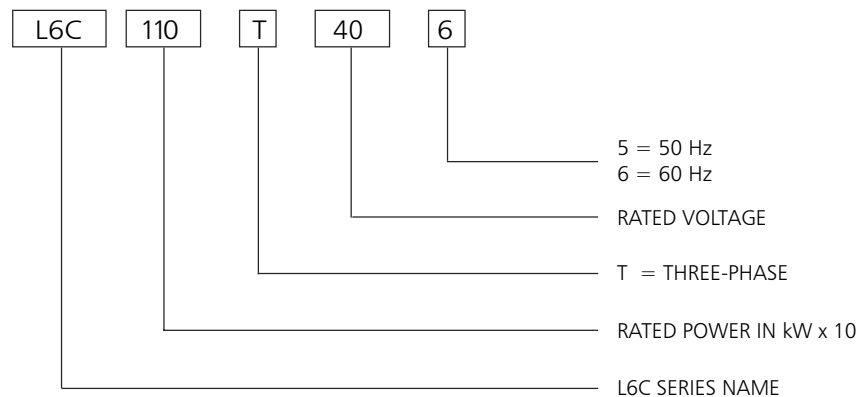 L6C 110 T 40 6
5 = 50 Hz
6 = 60 Hz
RATED VOLTAGE
T = THREE-PHASE
RATED POWER IN kW x 10
L6C SERIES NAME